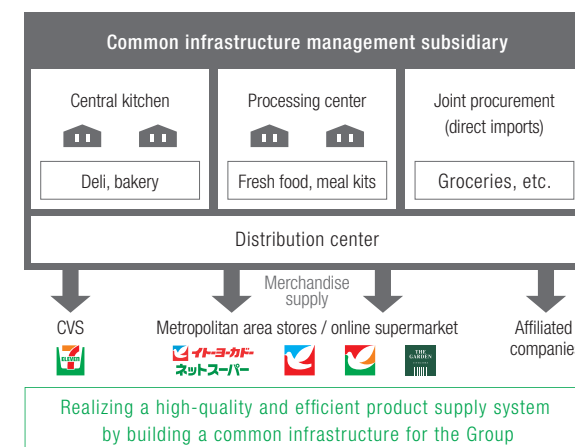 Common infrastructure management subsidiary
Central kitchen
Processing center
Joint procurement
(direct imports)
Deli, bakery
Fresh food, meal kits
Groceries, etc.
Distribution center
Merchandise
supply
CVS
Metropolitan area stores / online supermarket
Affiliated
companie
7
ELEVEN
イトーヨーカドー
ネットスーパー
THE
GARDEN
Realizing a high-quality and efficient product supply system
by building a common infrastructure for the Group